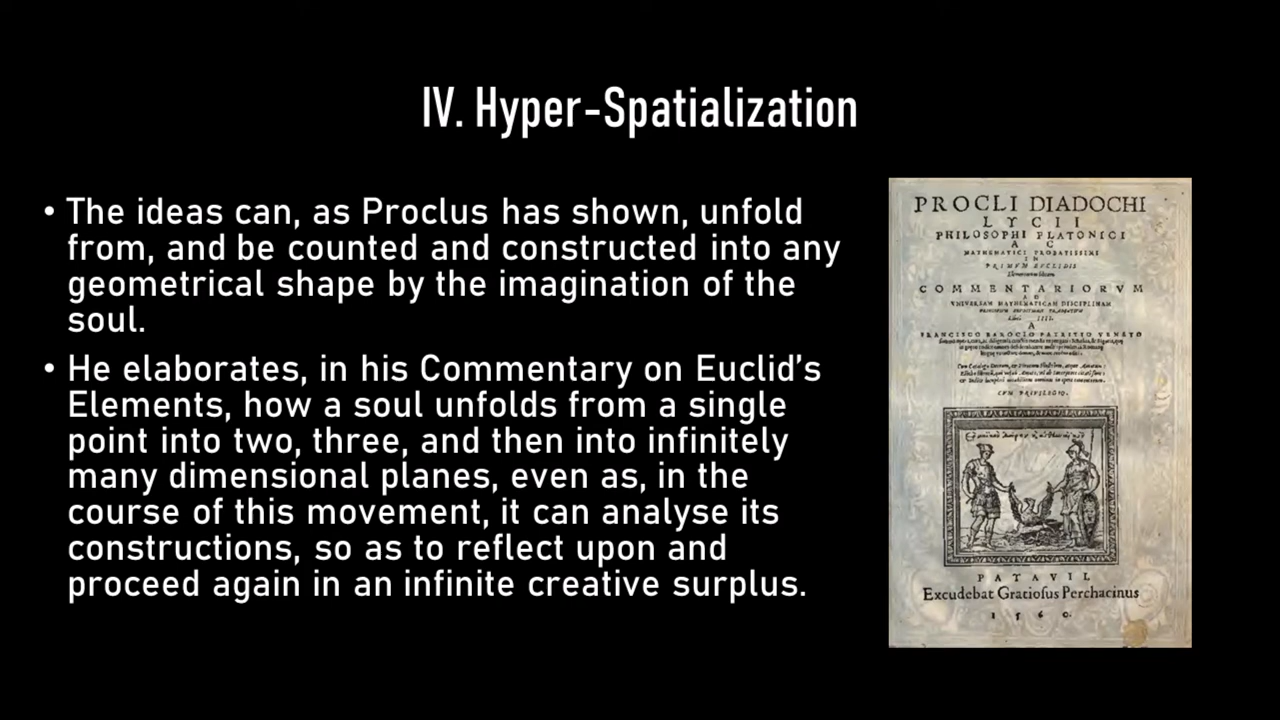 IV. Hyper-Spatialization
• The ideas can, as Proclus has shown, unfold
from, and be counted and constructed into any
geometrical shape by the imagination of the
soul.
• He elaborates, in his Commentary on Euclid's
Elements, how a soul unfolds from a single
point into two, three, and then into infinitely
many dimensional planes, even as, in the
course of this movement, it can analyse its
constructions, so as to reflect upon and
proceed again in an infinite creative surplus.
PROCLI DIADOCHI
LYCII
PHILOSOPHI PLATONICI
AC
MATHEMATICI PROBATISSIMI
IN
PRIMUM EUCLIDIS
COMMENTARIORVM
AD
VNIVERSAM MATHEMATICAM DISCIPLINAM
A
FRANCISCO BAROCIO PATRITIO VENETO
CVM PRIVILEGIO.
PATAVII.
Excudebat Gratiosus Perchacinus
1560.